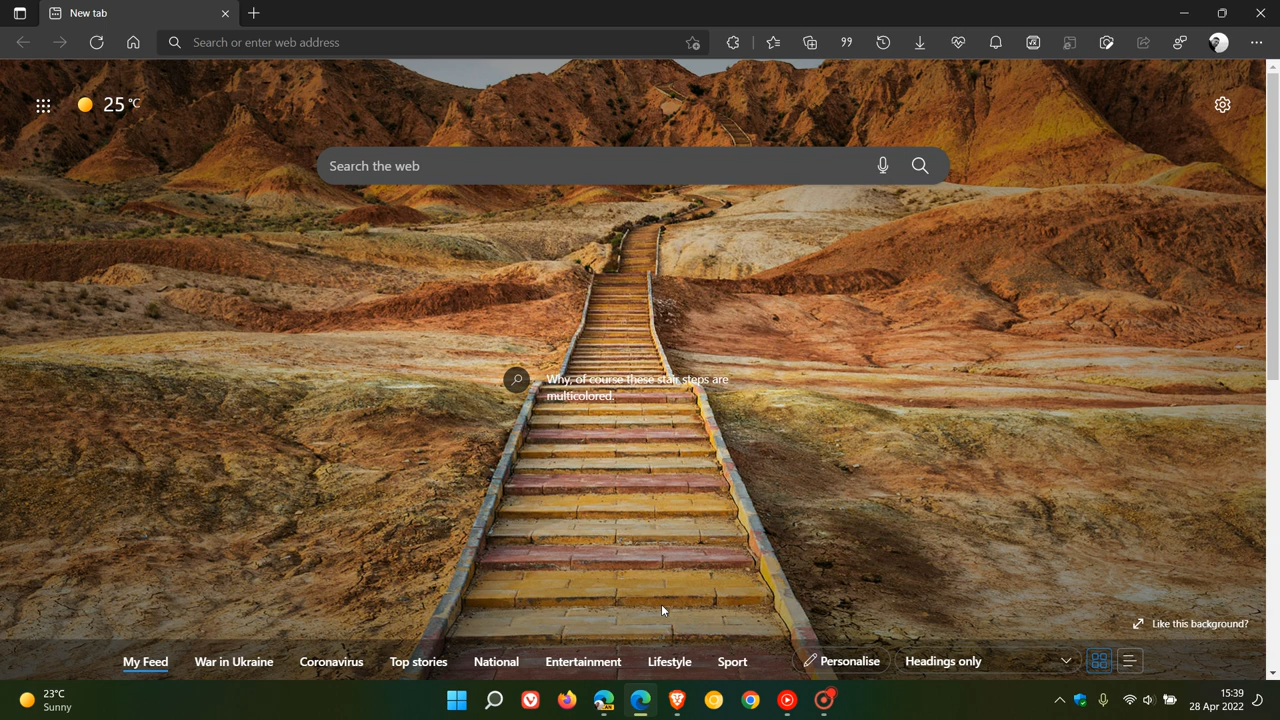 New tab
Search or enter web address
25 °C
Search the web
Why, of course these stair steps are
multicolored.
Like this background?
My Feed
War in Ukraine
Coronavirus
Top stories
National
Entertainment
Lifestyle
Sport
Personalise
Headings only
23°C
Sunny
CAN
15:39
28 Apr 2022